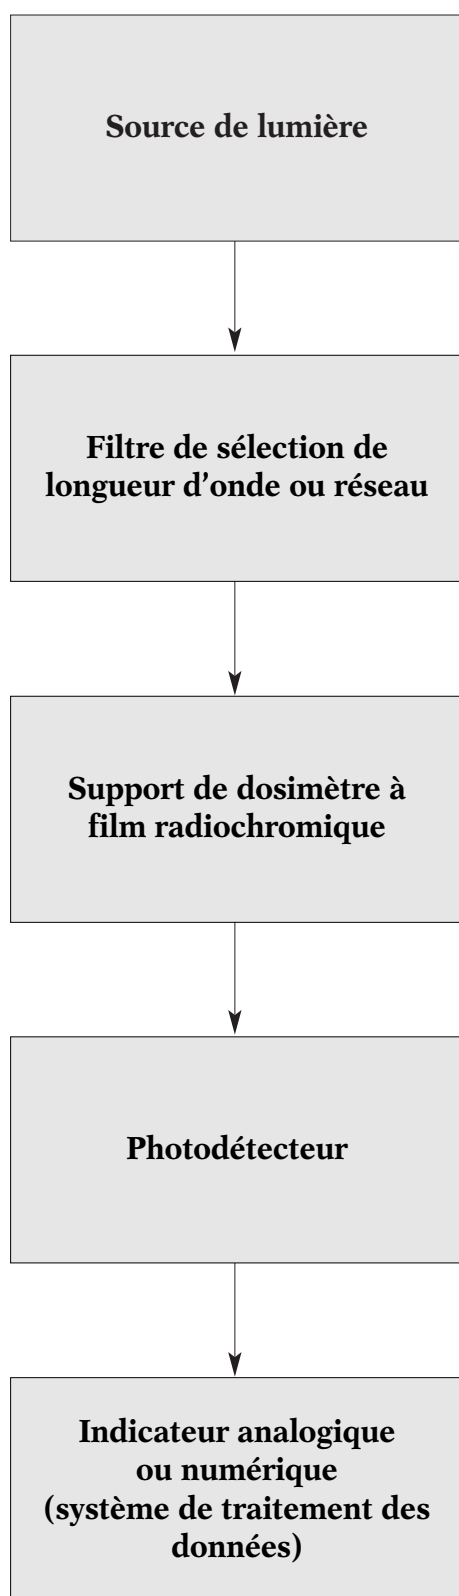 Source de lumière
Filtre de sélection de
longueur d’onde ou réseau
Support de dosimètre à
film radiochromique
Photodétecteur
Indicateur analogique
ou numérique
(système de traitement des
données)